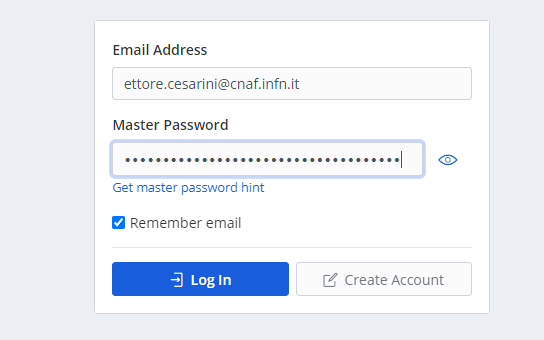 Email Address
ettore.cesarini@cnaf.infn.it
Master Password
••••••••••••••••••••••••••••••••••••
Get master password hint
Remember email
Log In
Create Account